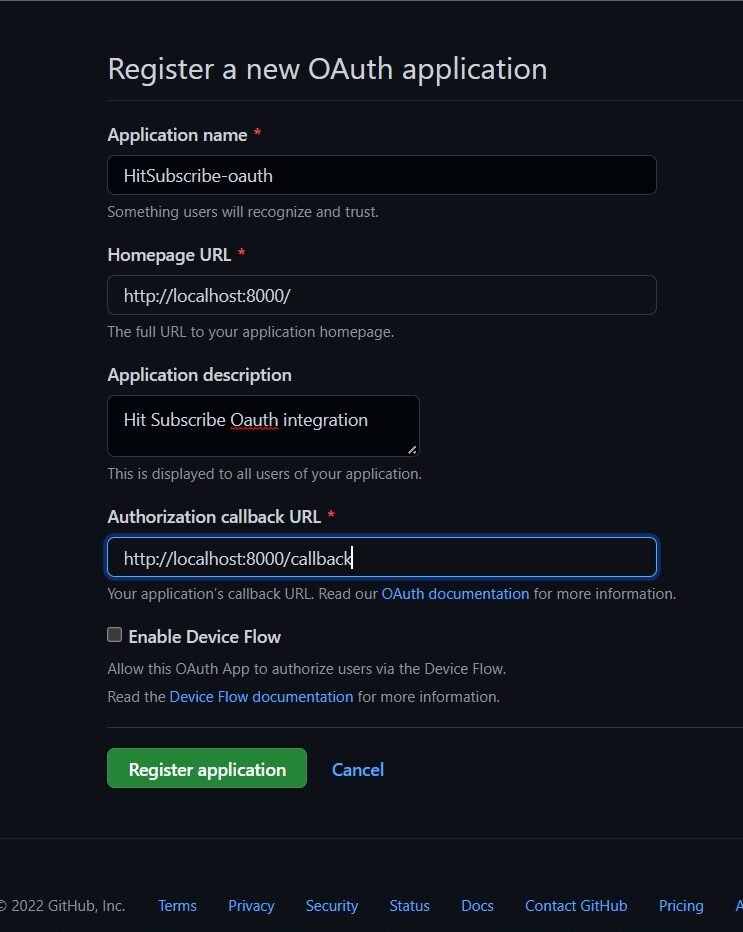 Register a new OAuth application
Application name *
HitSubscribe-oauth
Something users will recognize and trust.
Homepage URL *
http://localhost:8000/
The full URL to your application homepage.
Application description
Hit Subscribe Oauth integration
This is displayed to all users of your application.
Authorization callback URL *
http://localhost:8000/callback
Your application’s callback URL. Read our OAuth documentation for more information.
Enable Device Flow
Allow this OAuth App to authorize users via the Device Flow.
Read the Device Flow documentation for more information.
Register application Cancel
© 2022 GitHub, Inc. Terms Privacy Security Status Docs Contact GitHub Pricing